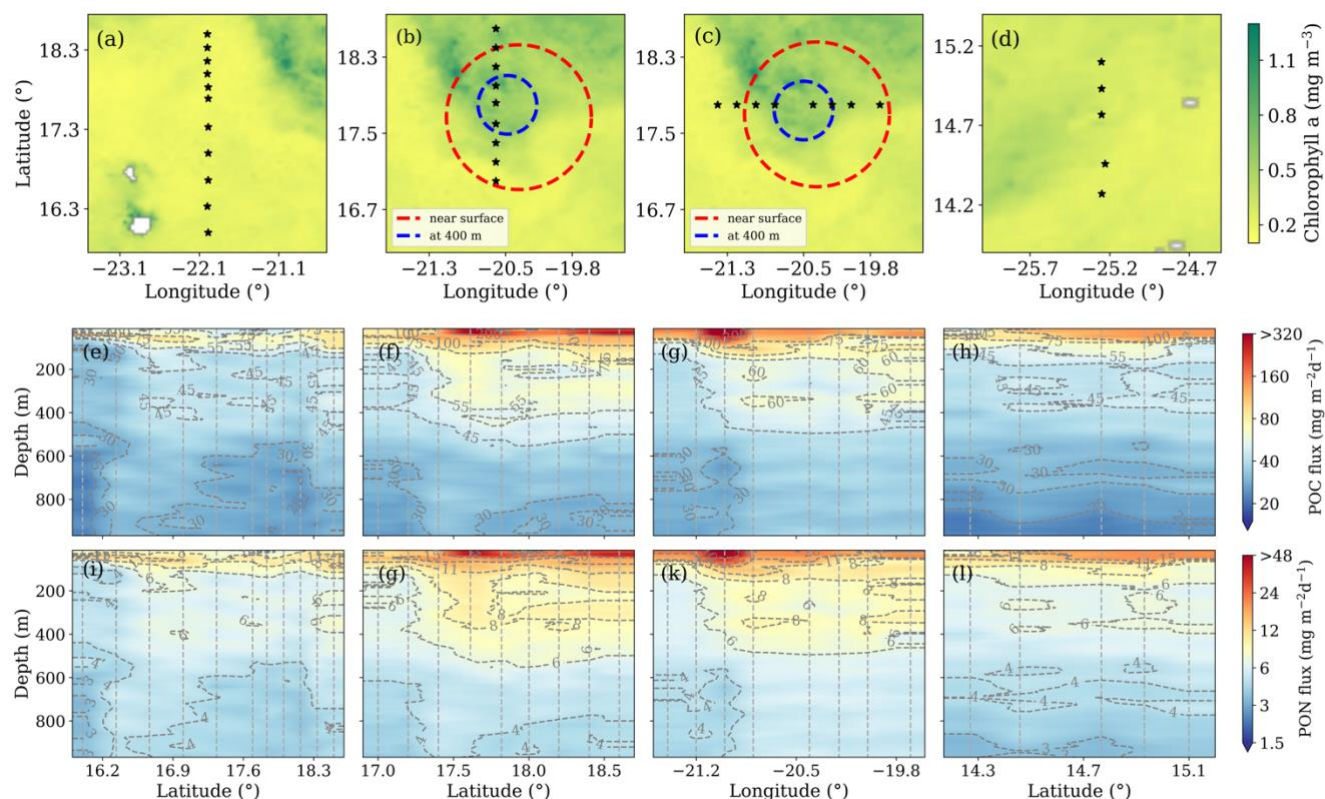 (a)
(b)
(c)
(d)
18.3
17.3
16.3
18.3
17.5
16.7
18.3
17.5
16.7
15.2
14.7
14.2
Latitude (°)
near surface
at 400 m
near surface
at 400 m
−23.1 −22.1 −21.1
−21.3 −20.5 −19.8
−21.3 −20.5 −19.8
−25.7 −25.2 −24.7
Longitude (°)
Longitude (°)
Longitude (°)
Longitude (°)
1.1
0.8
0.5
0.2
Chlorophyll a (mg m−3)
(e)
(f)
(g)
(h)
200
400
600
800
Depth (m)
>320
160
80
40
20
POC flux (mg m−2d−1)
(i)
(g)
(k)
(l)
200
400
600
800
Depth (m)
>48
24
12
6
3
1.5
PON flux (mg m−2d−1)
16.2 16.9 17.6 18.3
17.0 17.5 18.0 18.5
−21.2 −20.5 −19.8
14.3 14.7 15.1
Latitude (°)
Latitude (°)
Longitude (°)
Latitude (°)